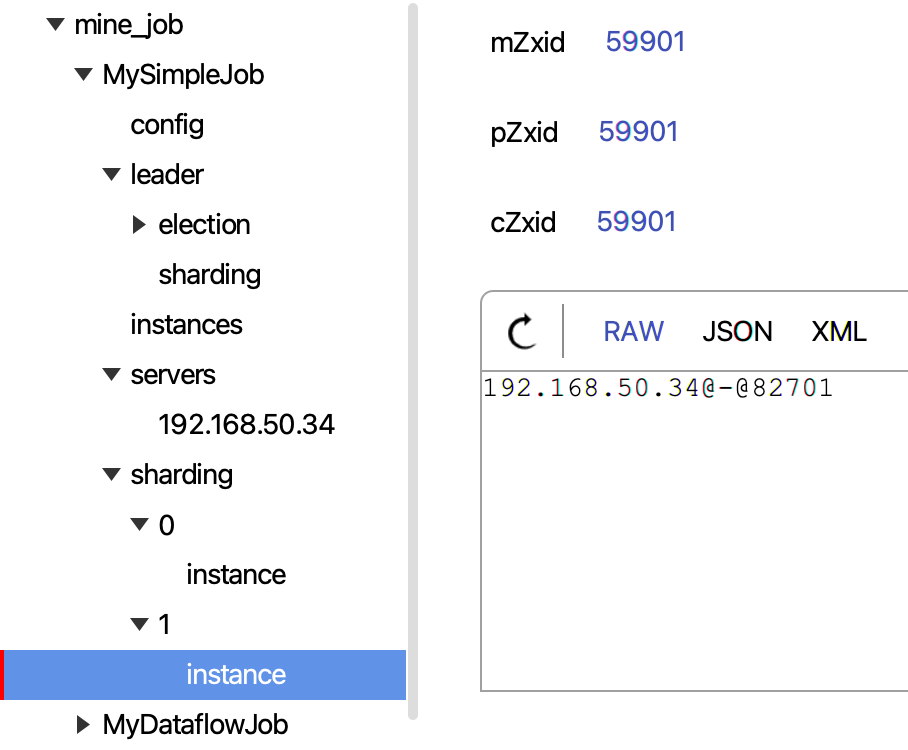 mine_job
MySimpleJob
config
leader
election
sharding
instances
servers
192.168.50.34
sharding
0
instance
1
instance
MyDataflowJob
mZxid 59901
pZxid 59901
cZxid 59901
RAW JSON XML
192.168.50.34@-@82701